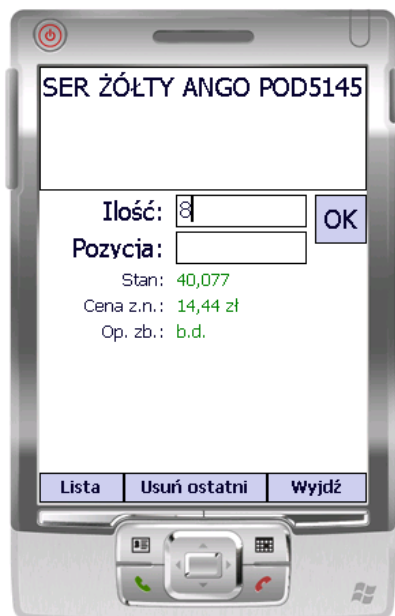 SER ŻÓŁTY ANGO POD5145
Ilość: 8
OK
Pozycja:
Stan: 40,077
Cena z.n.: 14,44 zł
Op. zb.: b.d.
Lista Usuń ostatni Wyjdź